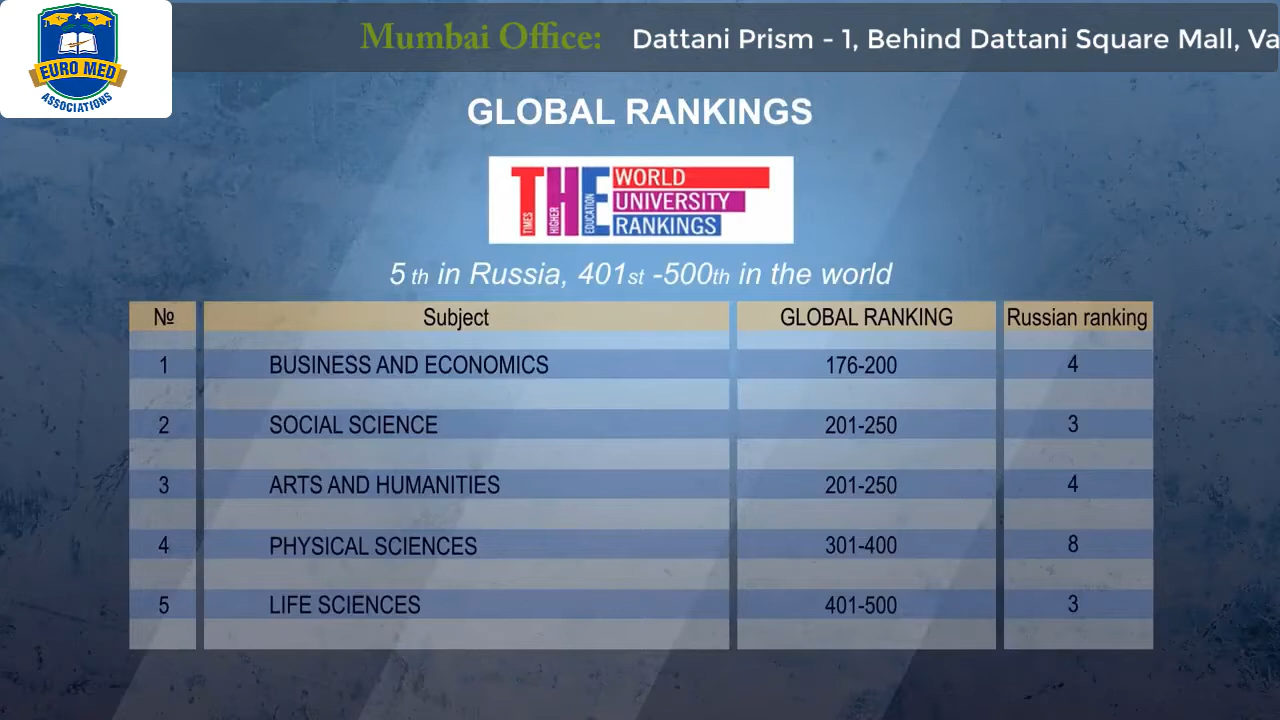 EURO MED
ASSOCIATIONS
Mumbai Office: Dattani Prism - 1, Behind Dattani Square Mall, Va
GLOBAL RANKINGS
THE WORLD
UNIVERSITY
RANKINGS
TIMES HIGHER EDUCATION
5 th in Russia, 401st -500th in the world
№ Subject GLOBAL RANKING Russian ranking
1 BUSINESS AND ECONOMICS 176-200 4
2 SOCIAL SCIENCE 201-250 3
3 ARTS AND HUMANITIES 201-250 4
4 PHYSICAL SCIENCES 301-400 8
5 LIFE SCIENCES 401-500 3